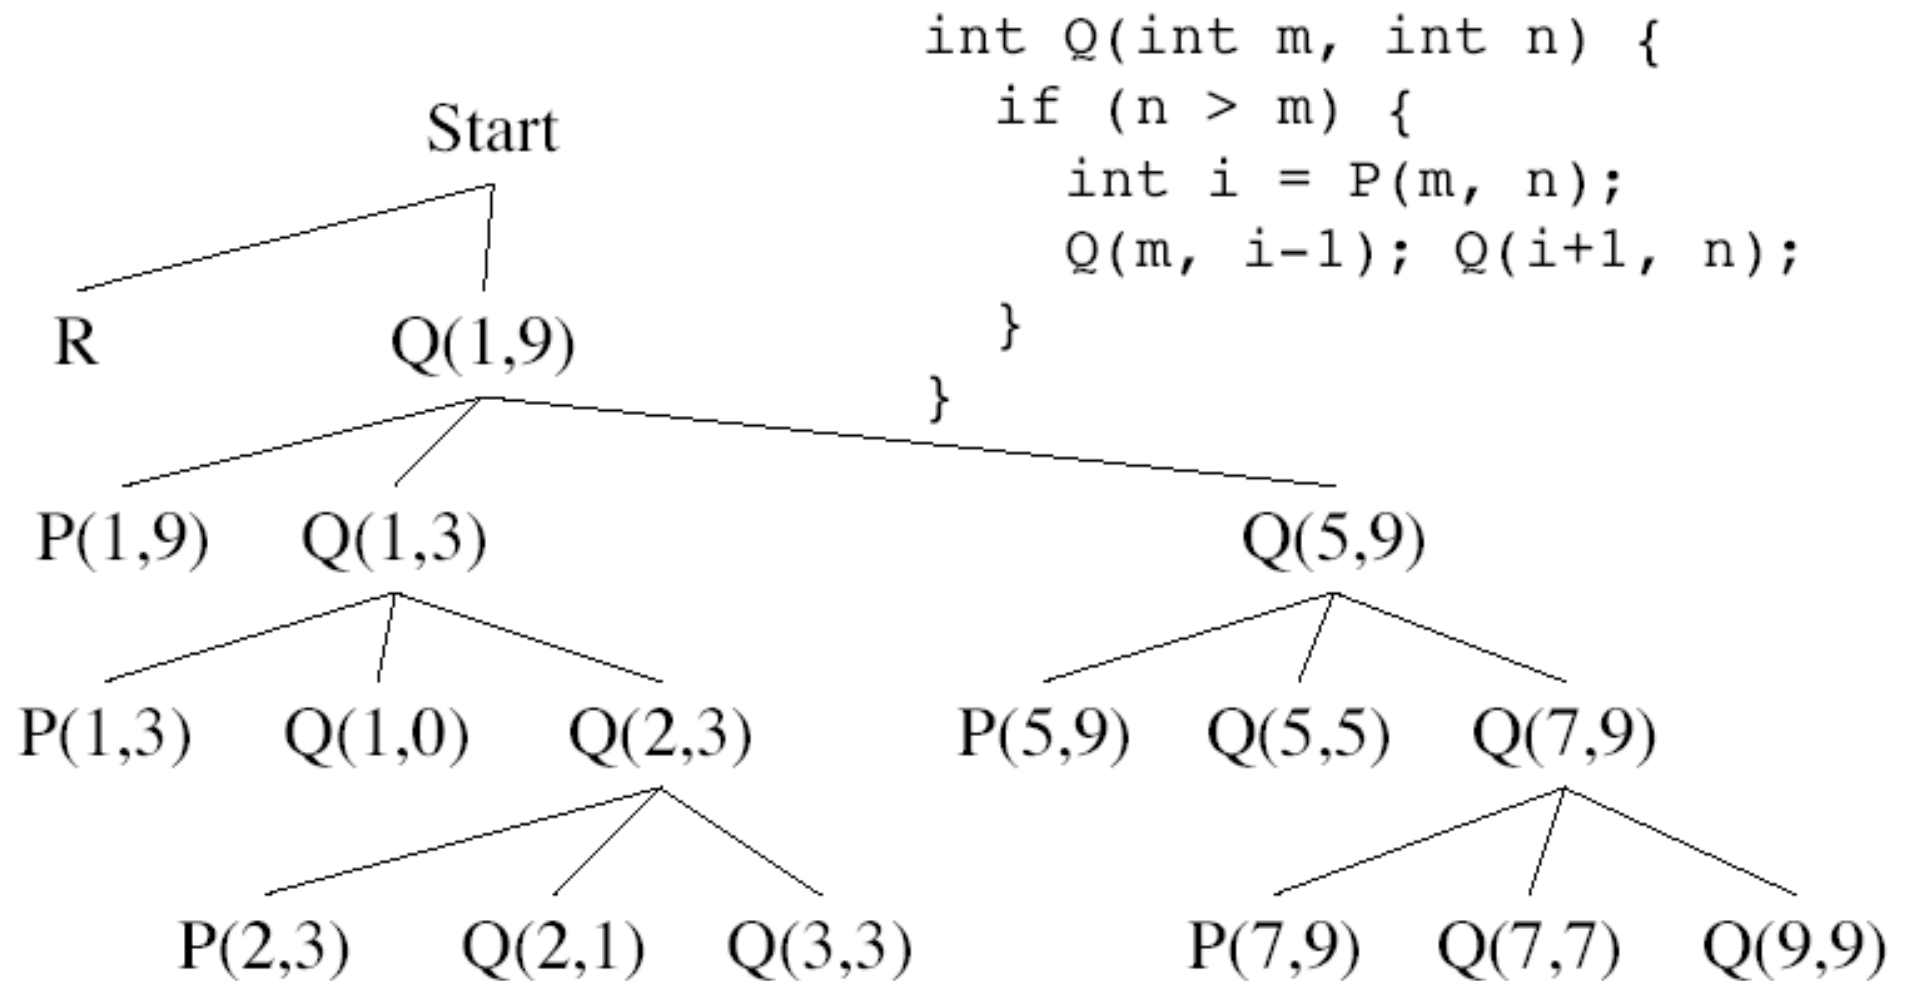 int Q(int m, int n) {
if (n > m) {
int i = P(m, n);
Q(m, i-1); Q(i+1, n);
}
}
Start
R Q(1,9)
P(1,9) Q(1,3) Q(5,9)
P(1,3) Q(1,0) Q(2,3) P(5,9) Q(5,5) Q(7,9)
P(2,3) Q(2,1) Q(3,3) P(7,9) Q(7,7) Q(9,9)